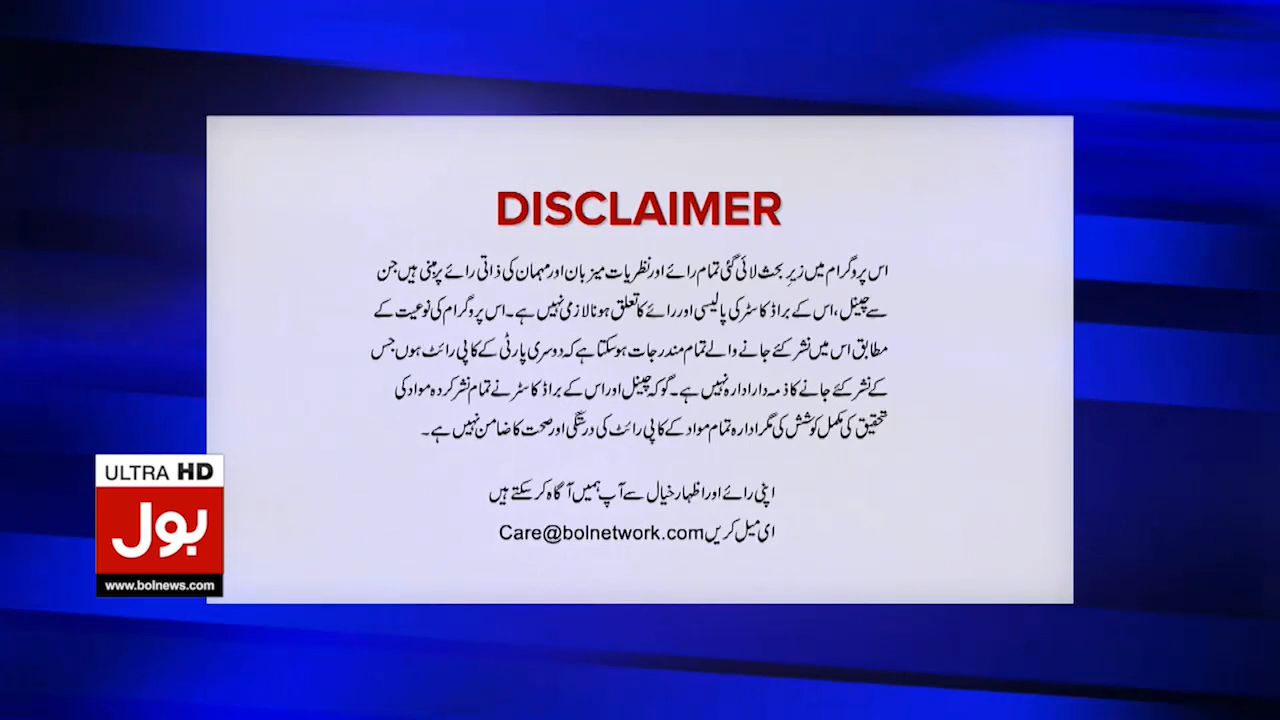 DISCLAIMER
اس پروگرام میں زیرِ بحث لائی گئی تمام رائے اور نظریات میزبان اور مہمان کی ذاتی رائے پر مبنی ہیں جن
سے چینل، اس کے براڈ کاسٹر کی پالیسی اور رائے کا تعلق ہونا لازمی نہیں ہے۔ اس پروگرام کی نوعیت کے
مطابق اس میں نشر کئے جانے والے تمام مندرجات ہوسکتا ہے کہ دوسری پارٹی کے کاپی رائٹ ہوں جس
کے نشر کئے جانے کا ذمہ دار ادارہ نہیں ہے۔ گو کہ چینل اور اس کے براڈ کاسٹر نے تمام نشر کردہ مواد کی
تحقیق کی مکمل کوشش کی مگر ادارہ تمام مواد کے کاپی رائٹ کی درستگی اور صحت کا ضامن نہیں ہے۔
اپنی رائے اور اظہار خیال سے آپ ہمیں آگاہ کرسکتے ہیں
ای میل کریں Care@bolnetwork.com
ULTRA HD
بول
www.bolnews.com